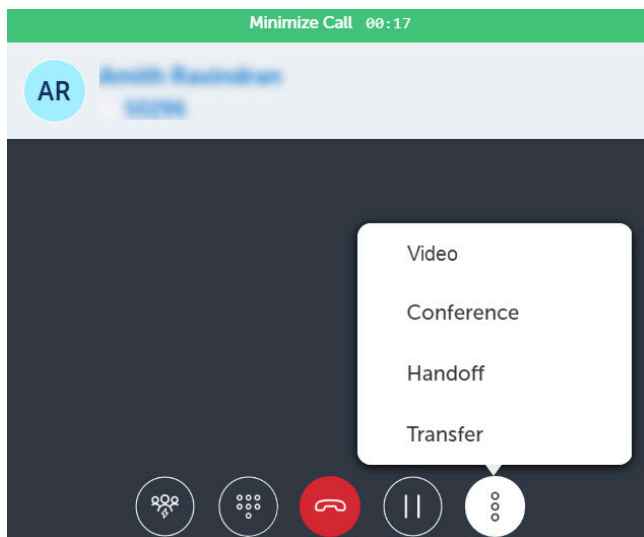 Minimize Call 00:17
AR
Video
Conference
Handoff
Transfer